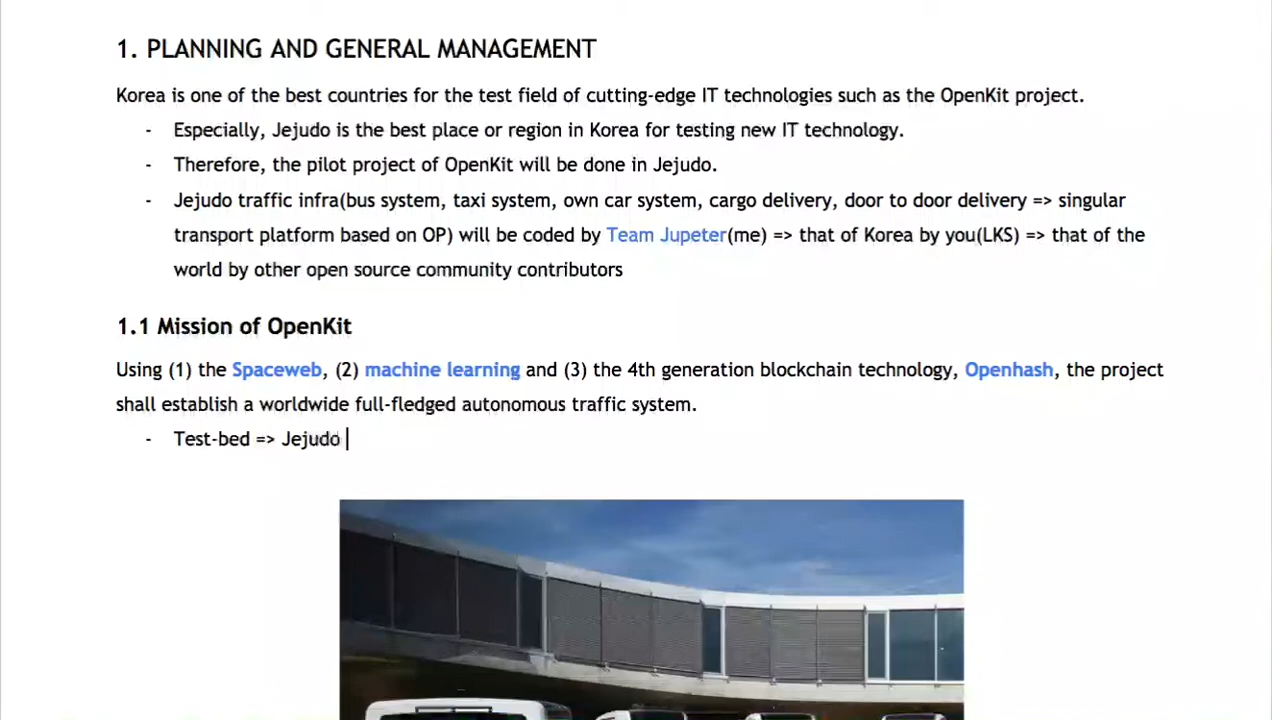 1. PLANNING AND GENERAL MANAGEMENT
Korea is one of the best countries for the test field of cutting-edge IT technologies such as the OpenKit project.
- Especially, Jejudo is the best place or region in Korea for testing new IT technology.
- Therefore, the pilot project of OpenKit will be done in Jejudo.
- Jejudo traffic infra(bus system, taxi system, own car system, cargo delivery, door to door delivery => singular
transport platform based on OP) will be coded by Team Jupeter(me) => that of Korea by you(LKS) => that of the
world by other open source community contributors
1.1 Mission of OpenKit
Using (1) the Spaceweb, (2) machine learning and (3) the 4th generation blockchain technology, Openhash, the project
shall establish a worldwide full-fledged autonomous traffic system.
- Test-bed => Jejudo